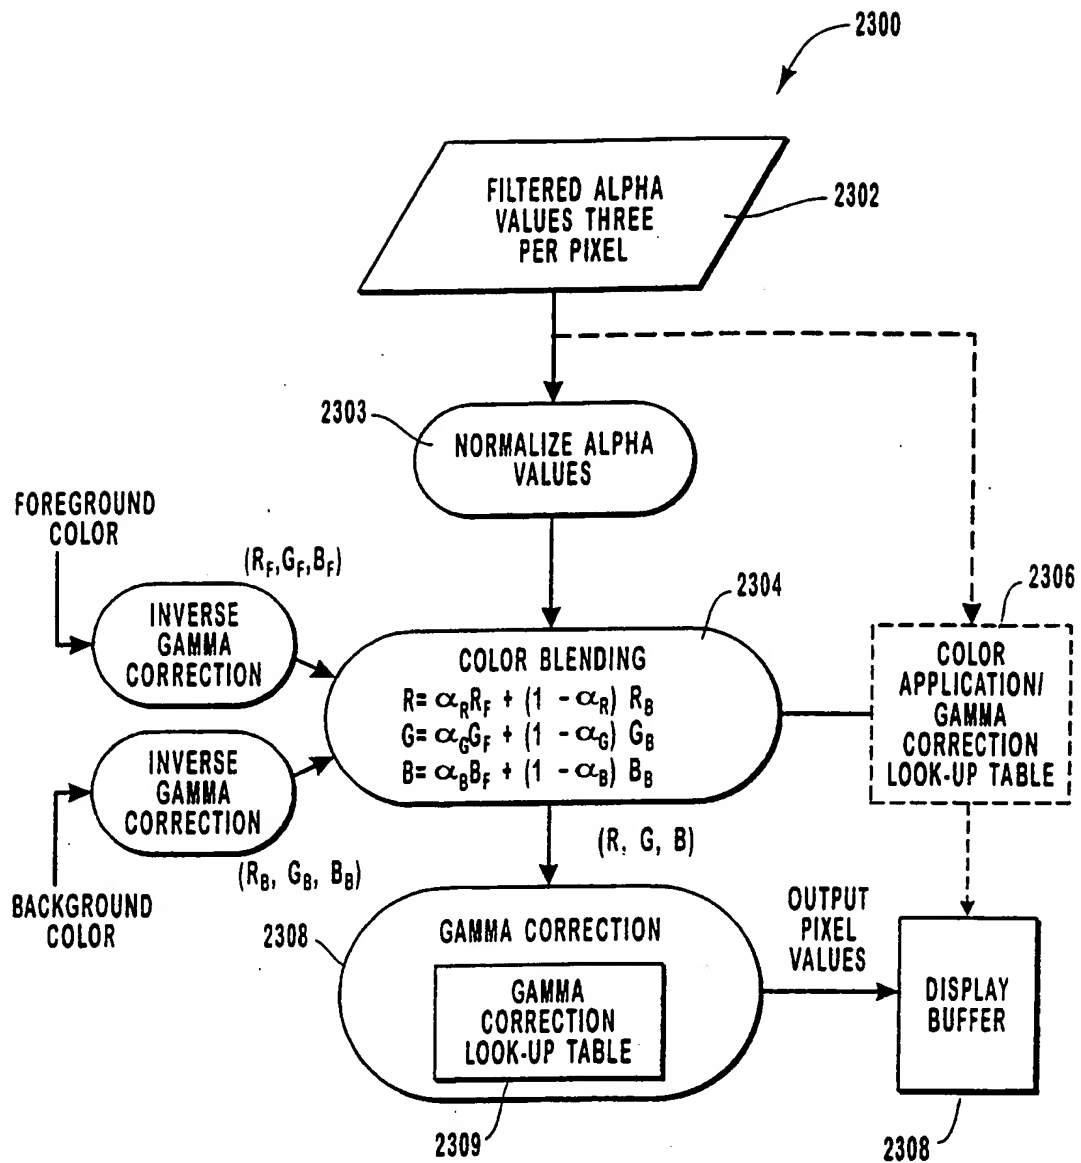 2300
FILTERED ALPHA
VALUES THREE
PER PIXEL
2302
2303
NORMALIZE ALPHA
VALUES
FOREGROUND
COLOR
(R_F,G_F,B_F)
INVERSE
GAMMA
CORRECTION
2304
COLOR BLENDING
R= α_R R_F + (1 - α_R) R_B
G= α_G G_F + (1 - α_G) G_B
B= α_B B_F + (1 - α_B) B_B
2306
COLOR
APPLICATION/
GAMMA
CORRECTION
LOOK-UP TABLE
INVERSE
GAMMA
CORRECTION
(R_B, G_B, B_B)
BACKGROUND
COLOR
(R, G, B)
2308
GAMMA CORRECTION
GAMMA
CORRECTION
LOOK-UP TABLE
2309
OUTPUT
PIXEL
VALUES
DISPLAY
BUFFER
2308